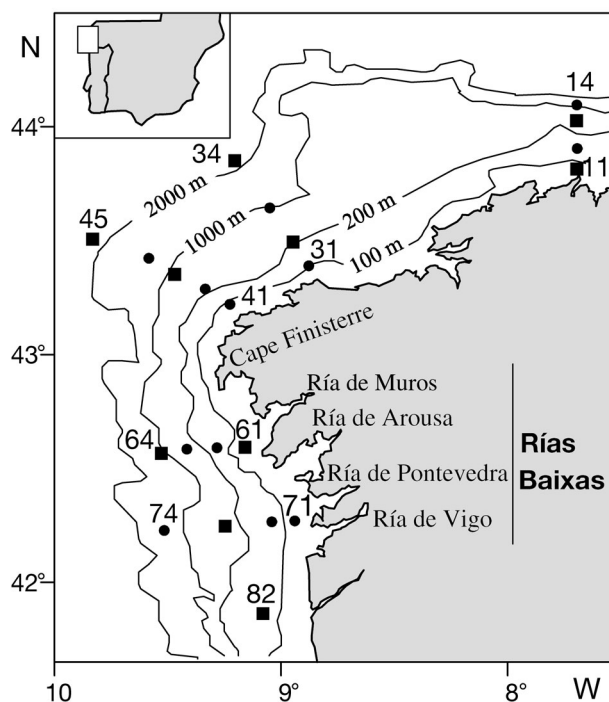 N
14
44°
34
11
2000 m
45
1000 m
200 m
31
100 m
41
43°
Cape Finisterre
Ría de Muros
61
Ría de Arousa
64
Rías
Baixas
Ría de Pontevedra
74
71
Ría de Vigo
42°
82
10
9°
8°
W